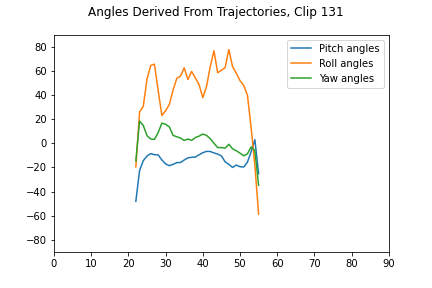 Angles Derived From Trajectories, Clip 131
80
60
40
20
0
−20
−40
−60
−80
Pitch angles
Roll angles
Yaw angles
0 10 20 30 40 50 60 70 80 90